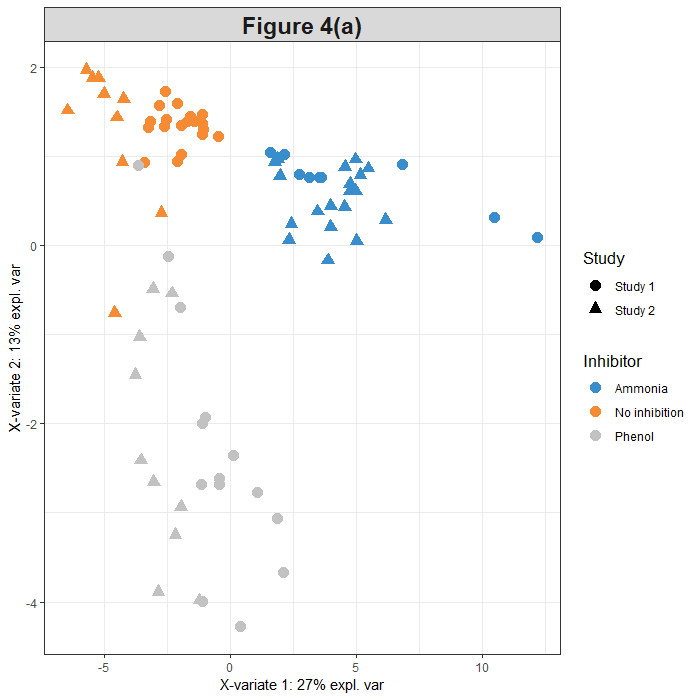 Figure 4(a)
2
0
-2
-4
-5
0
5
10
X-variate 1: 27% expl. var
X-variate 2: 13% expl. var
Study
Study 1
Study 2
Inhibitor
Ammonia
No inhibition
Phenol